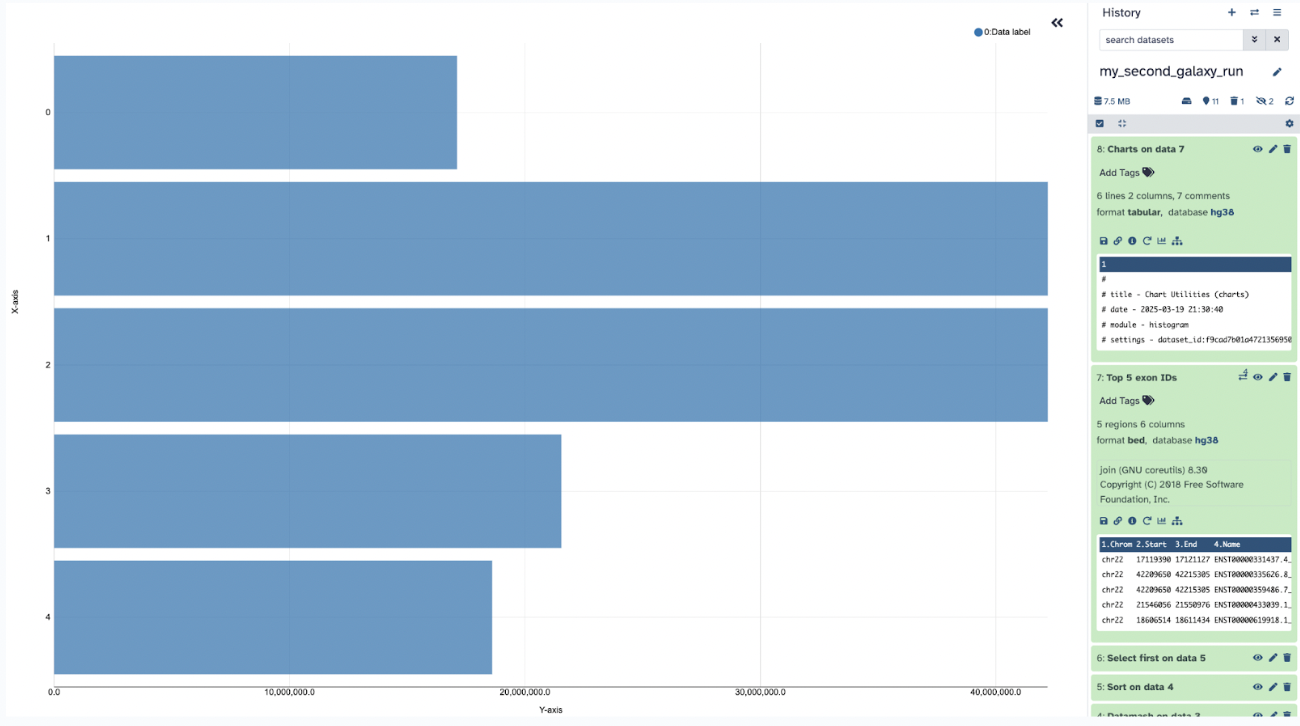 0:Data label
0
1
2
3
4
X-axis
0.0
10,000,000.0
20,000,000.0
30,000,000.0
40,000,000.0
Y-axis
History
search datasets
my_second_galaxy_run
7.5 MB
11
1
2
8: Charts on data 7
Add Tags
6 lines 2 columns, 7 comments
format tabular, database hg38
1
#
# title - Chart Utilities (charts)
# date - 2025-03-19 21:30:40
# module - histogram
# settings - dataset_id:f9cad7b01a4721356950
7: Top 5 exon IDs
4
Add Tags
5 regions 6 columns
format bed, database hg38
join (GNU coreutils) 8.30
Copyright (C) 2018 Free Software
Foundation, Inc.
1.Chrom 2.Start 3.End 4.Name
chr22 17119390 17121127 ENST00000331437.4_
chr22 42209650 42215305 ENST00000335626.8_
chr22 42209650 42215305 ENST00000359486.7_
chr22 21546056 21550976 ENST00000433039.1_
chr22 18606514 18611434 ENST00000619918.1_
6: Select first on data 5
5: Sort on data 4
4: Datamash on data 3